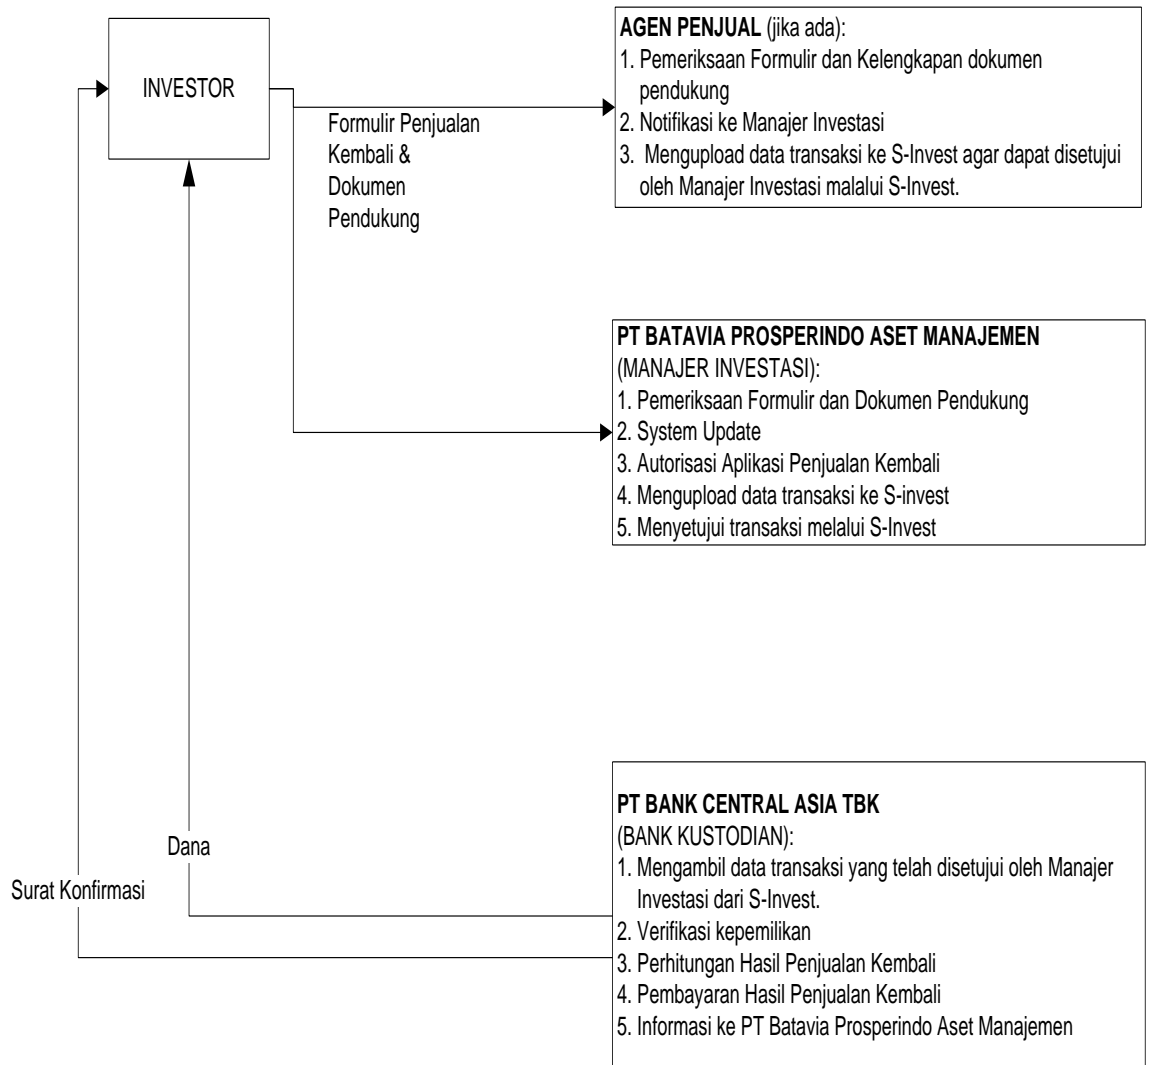 INVESTOR
Formulir Penjualan
Kembali &
Dokumen
Pendukung
AGEN PENJUAL (jika ada):
1. Pemeriksaan Formulir dan Kelengkapan dokumen
pendukung
2. Notifikasi ke Manajer Investasi
3. Mengupload data transaksi ke S-Invest agar dapat disetujui
oleh Manajer Investasi malalui S-Invest.
PT BATAVIA PROSPERINDO ASET MANAJEMEN
(MANAJER INVESTASI):
1. Pemeriksaan Formulir dan Dokumen Pendukung
2. System Update
3. Autorisasi Aplikasi Penjualan Kembali
4. Mengupload data transaksi ke S-invest
5. Menyetujui transaksi melalui S-Invest
Dana
Surat Konfirmasi
PT BANK CENTRAL ASIA TBK
(BANK KUSTODIAN):
1. Mengambil data transaksi yang telah disetujui oleh Manajer
Investasi dari S-Invest.
2. Verifikasi kepemilikan
3. Perhitungan Hasil Penjualan Kembali
4. Pembayaran Hasil Penjualan Kembali
5. Informasi ke PT Batavia Prosperindo Aset Manajemen